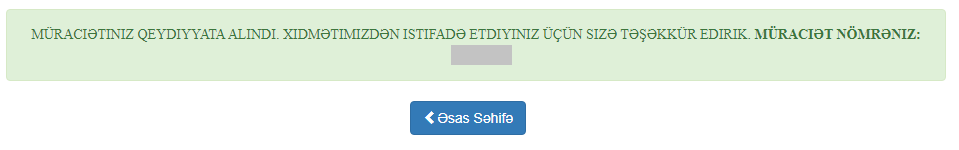 MÜRACIƏTINIZ QEYDIYYATA ALINDI. XIDMƏTIMIZDƏN ISTIFADƏ ETDIYINIZ ÜÇÜN SIZƏ TƏŞƏKKÜR EDIRIK. MÜRACIƏT NÖMRƏNIZ:
Əsas Səhifə